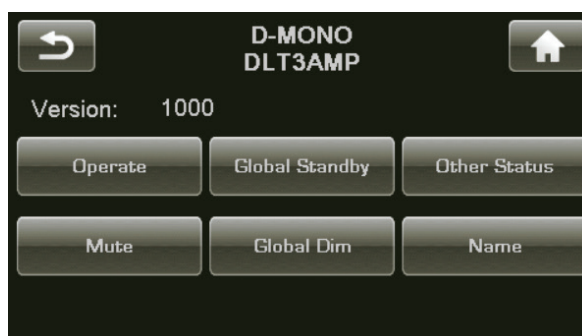 D-MONO
DLT3AMP
Version: 1000
Operate Global Standby Other Status
Mute Global Dim Name